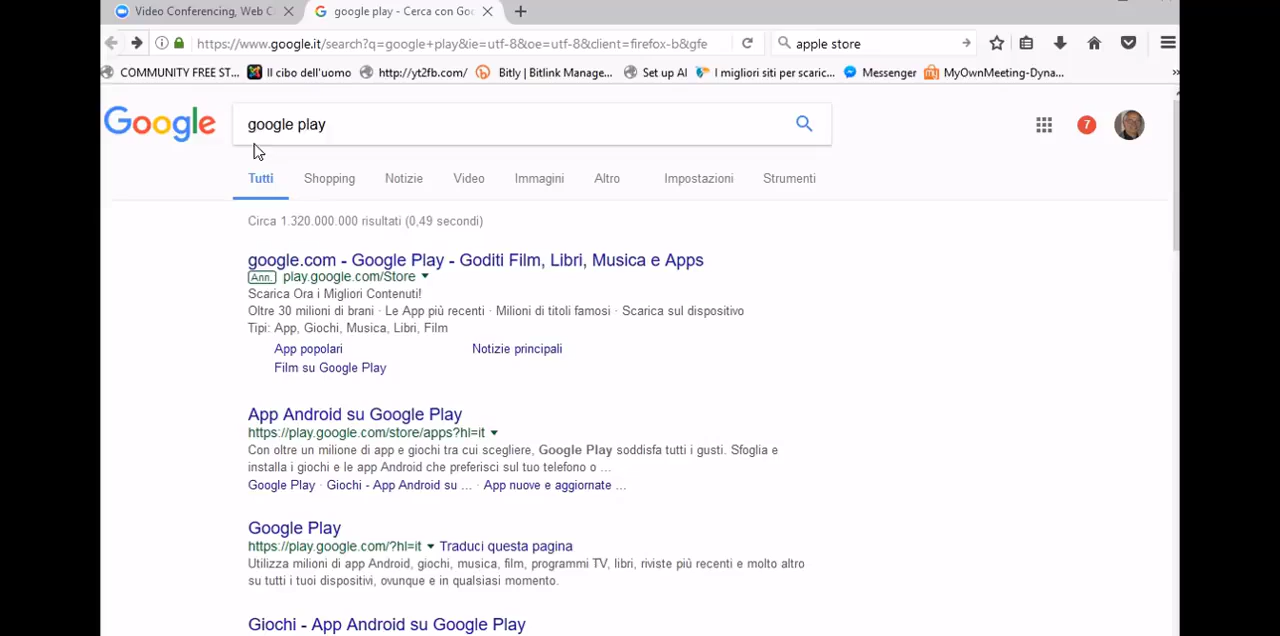 Video Conferencing, Web C
google play - Cerca con Goo
https://www.google.it/search?q=google+play&ie=utf-8&oe=utf-8&client=firefox-b&gfe
apple store
COMMUNITY FREE ST...
Il cibo dell'uomo
http://yt2fb.com/
Bitly | Bitlink Manage...
Set up AI
I migliori siti per scaric...
Messenger
MyOwnMeeting-Dyna...
Google
google play
7
Tutti
Shopping
Notizie
Video
Immagini
Altro
Impostazioni
Strumenti
Circa 1.320.000.000 risultati (0,49 secondi)
google.com - Google Play - Goditi Film, Libri, Musica e Apps
Ann. play.google.com/Store
Scarica Ora i Migliori Contenuti!
Oltre 30 milioni di brani · Le App più recenti · Milioni di titoli famosi · Scarica sul dispositivo
Tipi: App, Giochi, Musica, Libri, Film
App popolari
Notizie principali
Film su Google Play
App Android su Google Play
https://play.google.com/store/apps?hl=it
Con oltre un milione di app e giochi tra cui scegliere, Google Play soddisfa tutti i gusti. Sfoglia e
installa i giochi e le app Android che preferisci sul tuo telefono o ...
Google Play · Giochi - App Android su ... · App nuove e aggiornate ...
Google Play
https://play.google.com/?hl=it Traduci questa pagina
Utilizza milioni di app Android, giochi, musica, film, programmi TV, libri, riviste più recenti e molto altro
su tutti i tuoi dispositivi, ovunque e in qualsiasi momento.
Giochi - App Android su Google Play